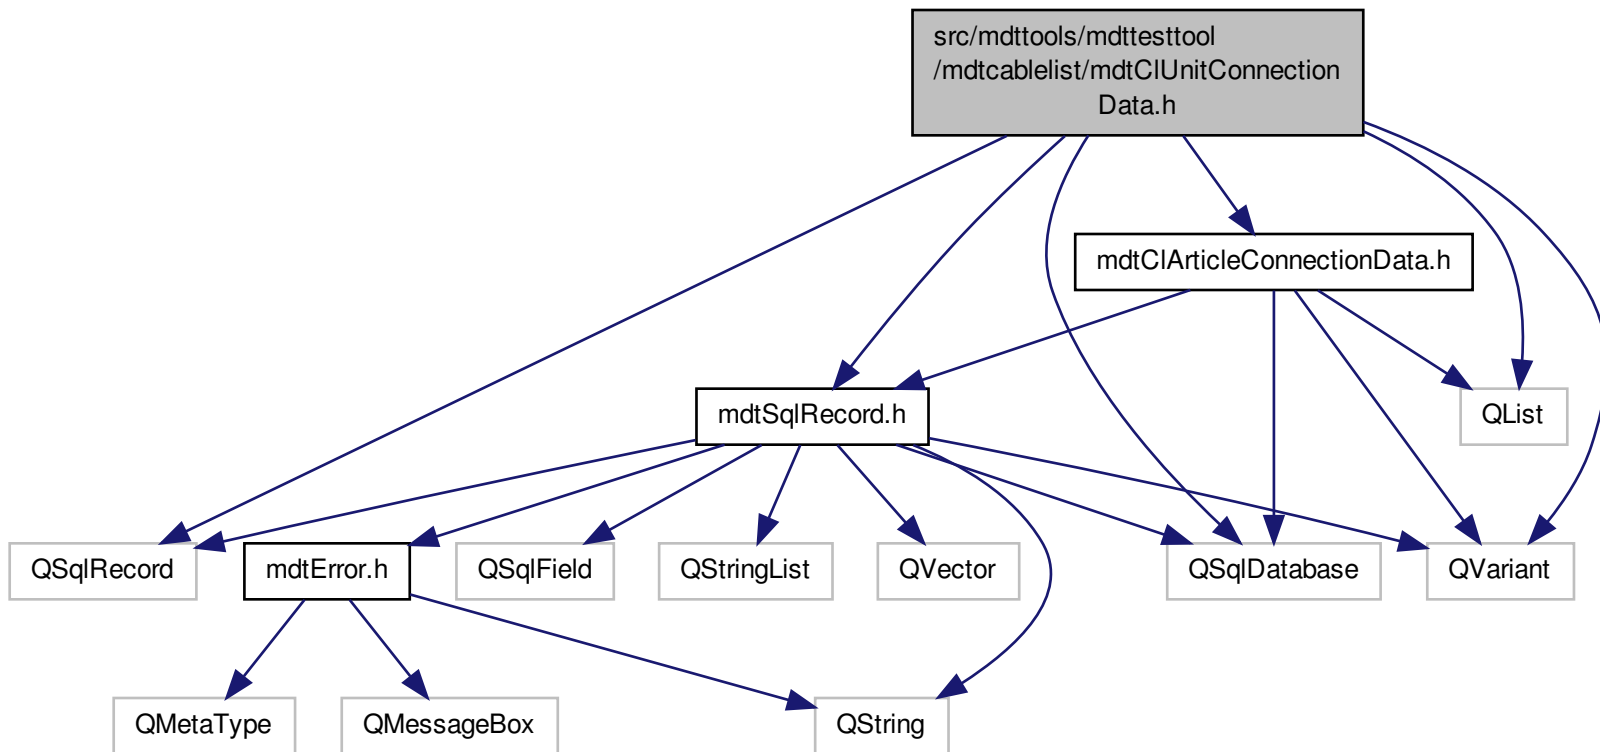 src/mdttools/mdttesttool
/mdtcablelist/mdtClUnitConnection
Data.h
mdtClArticleConnectionData.h
mdtSqlRecord.h
QList
QSqlRecord
mdtError.h
QSqlField
QStringList
QVector
QSqlDatabase
QVariant
QMetaType
QMessageBox
QString